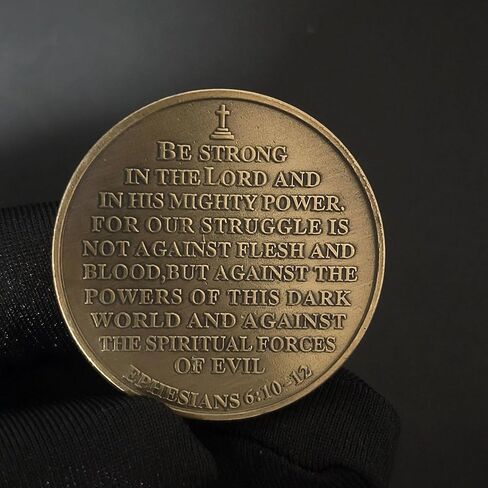 BE STRONG
IN THE LORD AND
IN HIS MIGHTY POWER.
FOR OUR STRUGGLE IS
NOT AGAINST FLESH AND
BLOOD,BUT AGAINST THE
POWERS OF THIS DARK
WORLD AND AGAINST
THE SPIRITUAL FORCES
OF EVIL
EPHESIANS 6:10-12